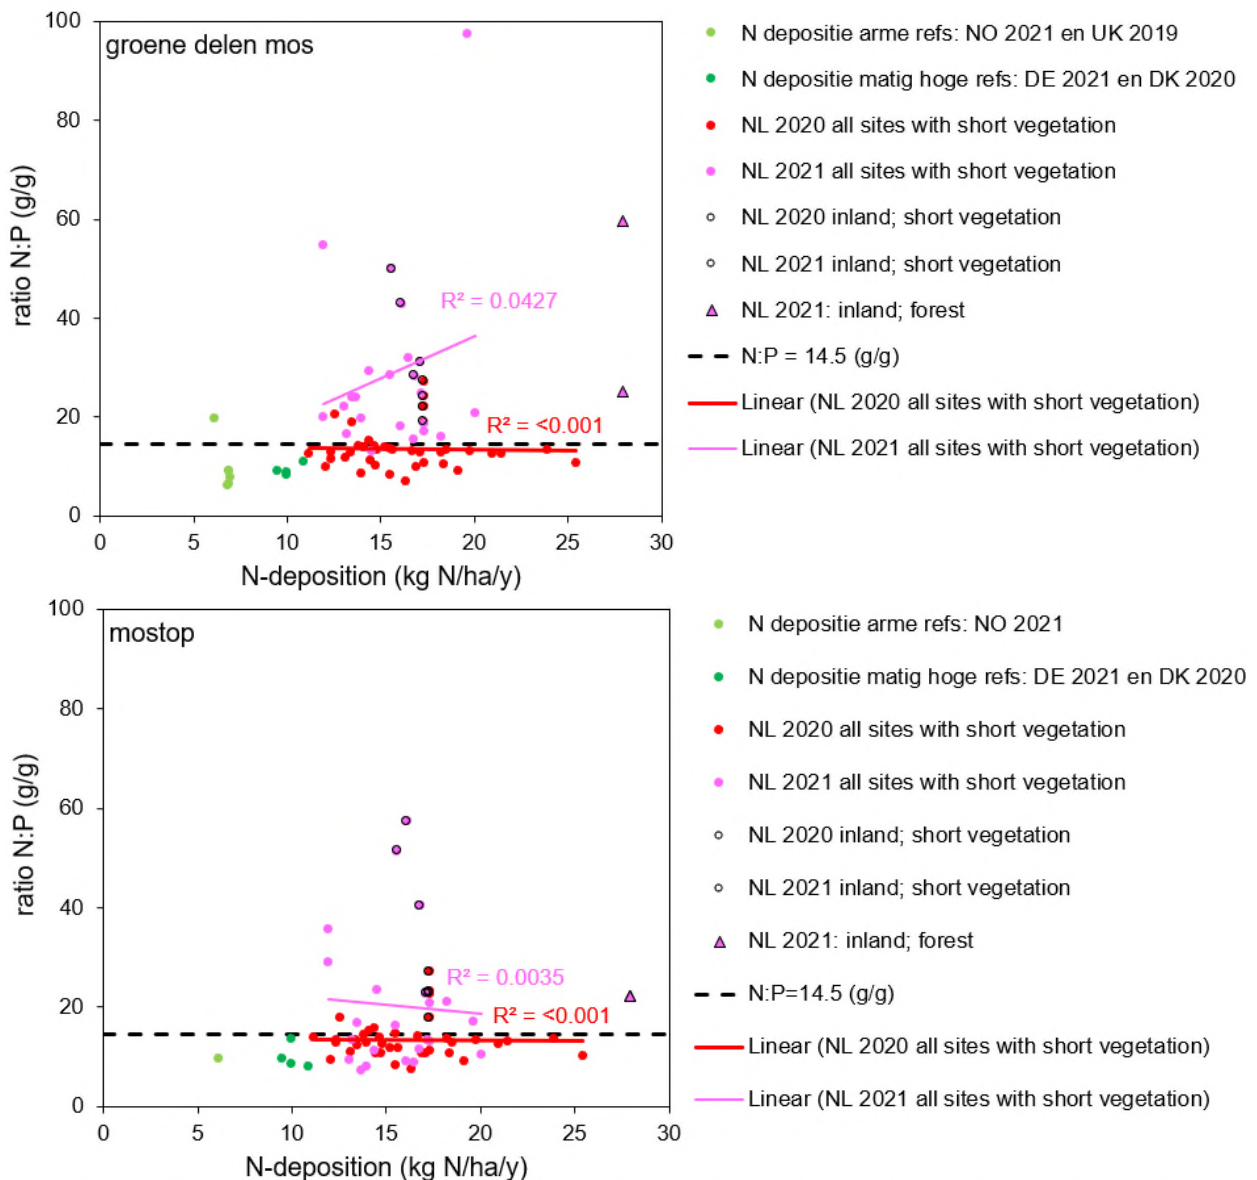 groene delen mos
ratio N:P (g/g)
100
80
60
40
20
0
R² = 0.0427
R² = <0.001
0 5 10 15 20 25 30
N-deposition (kg N/ha/y)
N depositie arme refs: NO 2021 en UK 2019
N depositie matig hoge refs: DE 2021 en DK 2020
NL 2020 all sites with short vegetation
NL 2021 all sites with short vegetation
NL 2020 inland; short vegetation
NL 2021 inland; short vegetation
NL 2021: inland; forest
N:P = 14.5 (g/g)
Linear (NL 2020 all sites with short vegetation)
Linear (NL 2021 all sites with short vegetation)
mostop
ratio N:P (g/g)
100
80
60
40
20
0
R² = 0.0035
R² = <0.001
0 5 10 15 20 25 30
N-deposition (kg N/ha/y)
N depositie arme refs: NO 2021
N depositie matig hoge refs: DE 2021 en DK 2020
NL 2020 all sites with short vegetation
NL 2021 all sites with short vegetation
NL 2020 inland; short vegetation
NL 2021 inland; short vegetation
NL 2021: inland; forest
N:P=14.5 (g/g)
Linear (NL 2020 all sites with short vegetation)
Linear (NL 2021 all sites with short vegetation)